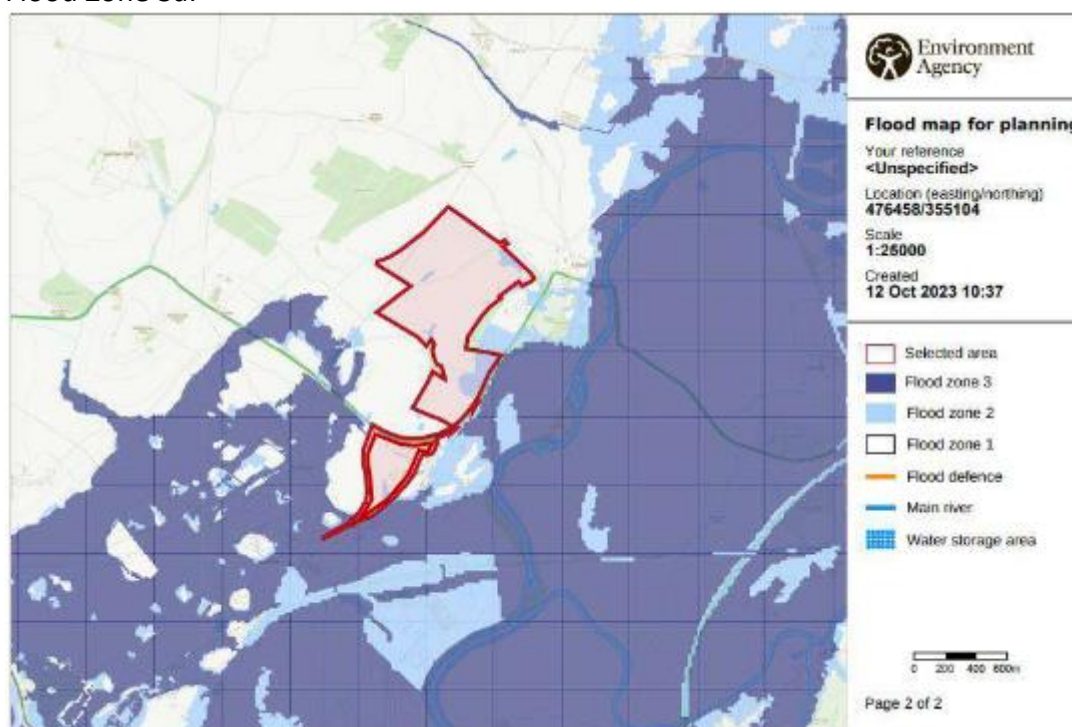 Flood Zone 3a.
Environment
Agency
Flood map for planning
Your reference
<Unspecified>
Location (easting/northing)
476458/355104
Scale
1:25000
Created
12 Oct 2023 10:37
Selected area
Flood zone 3
Flood zone 2
Flood zone 1
Flood defence
Main river
Water storage area
0 200 400 600m
Page 2 of 2